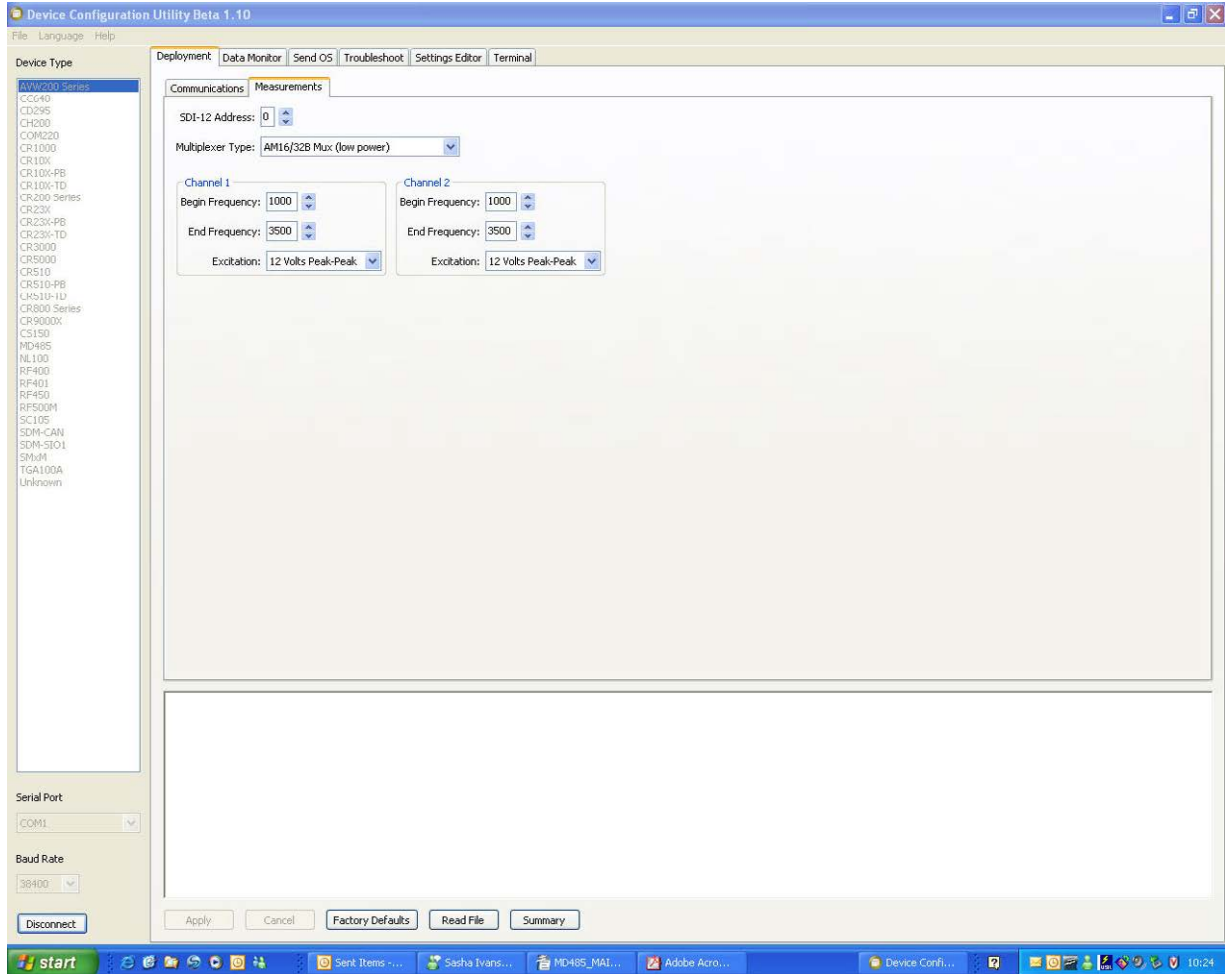 Device Configuration Utility Beta 1.10
File Language Help
Device Type
AVW200 Series
CC640
CD295
CH200
COM220
CR1000
CR10X
CR10X-PB
CR10X-TD
CR200 Series
CR23X
CR23X-PB
CR23X-TD
CR3000
CR5000
CR510
CR510-PB
CR510-TD
CR800 Series
CR9000X
CS150
MD485
NL100
RF400
RF401
RF450
RF500M
SC105
SDM-CAN
SDM-SIO1
SMxM
TGA100A
Unknown
Serial Port
COM1
Baud Rate
38400
Disconnect
Deployment Data Monitor Send OS Troubleshoot Settings Editor Terminal
Communications Measurements
SDI-12 Address: 0
Multiplexer Type: AM16/32B Mux (low power)
Channel 1
Begin Frequency: 1000
End Frequency: 3500
Excitation: 12 Volts Peak-Peak
Channel 2
Begin Frequency: 1000
End Frequency: 3500
Excitation: 12 Volts Peak-Peak
Apply Cancel Factory Defaults Read File Summary
start Sent Items -... Sasha Ivans... MD485_MAI... Adobe Acro... Device Confi... 10:24